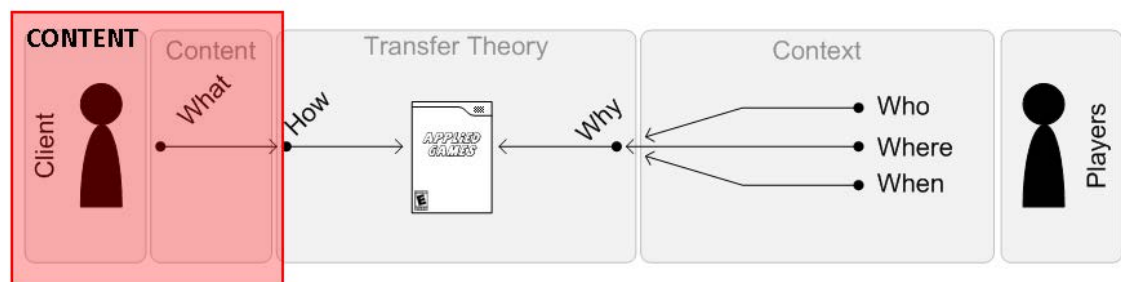 CONTENT
Client
Content
What
Transfer Theory
How
APPLIED
GAMES
E
Why
Context
Who
Where
When
Players